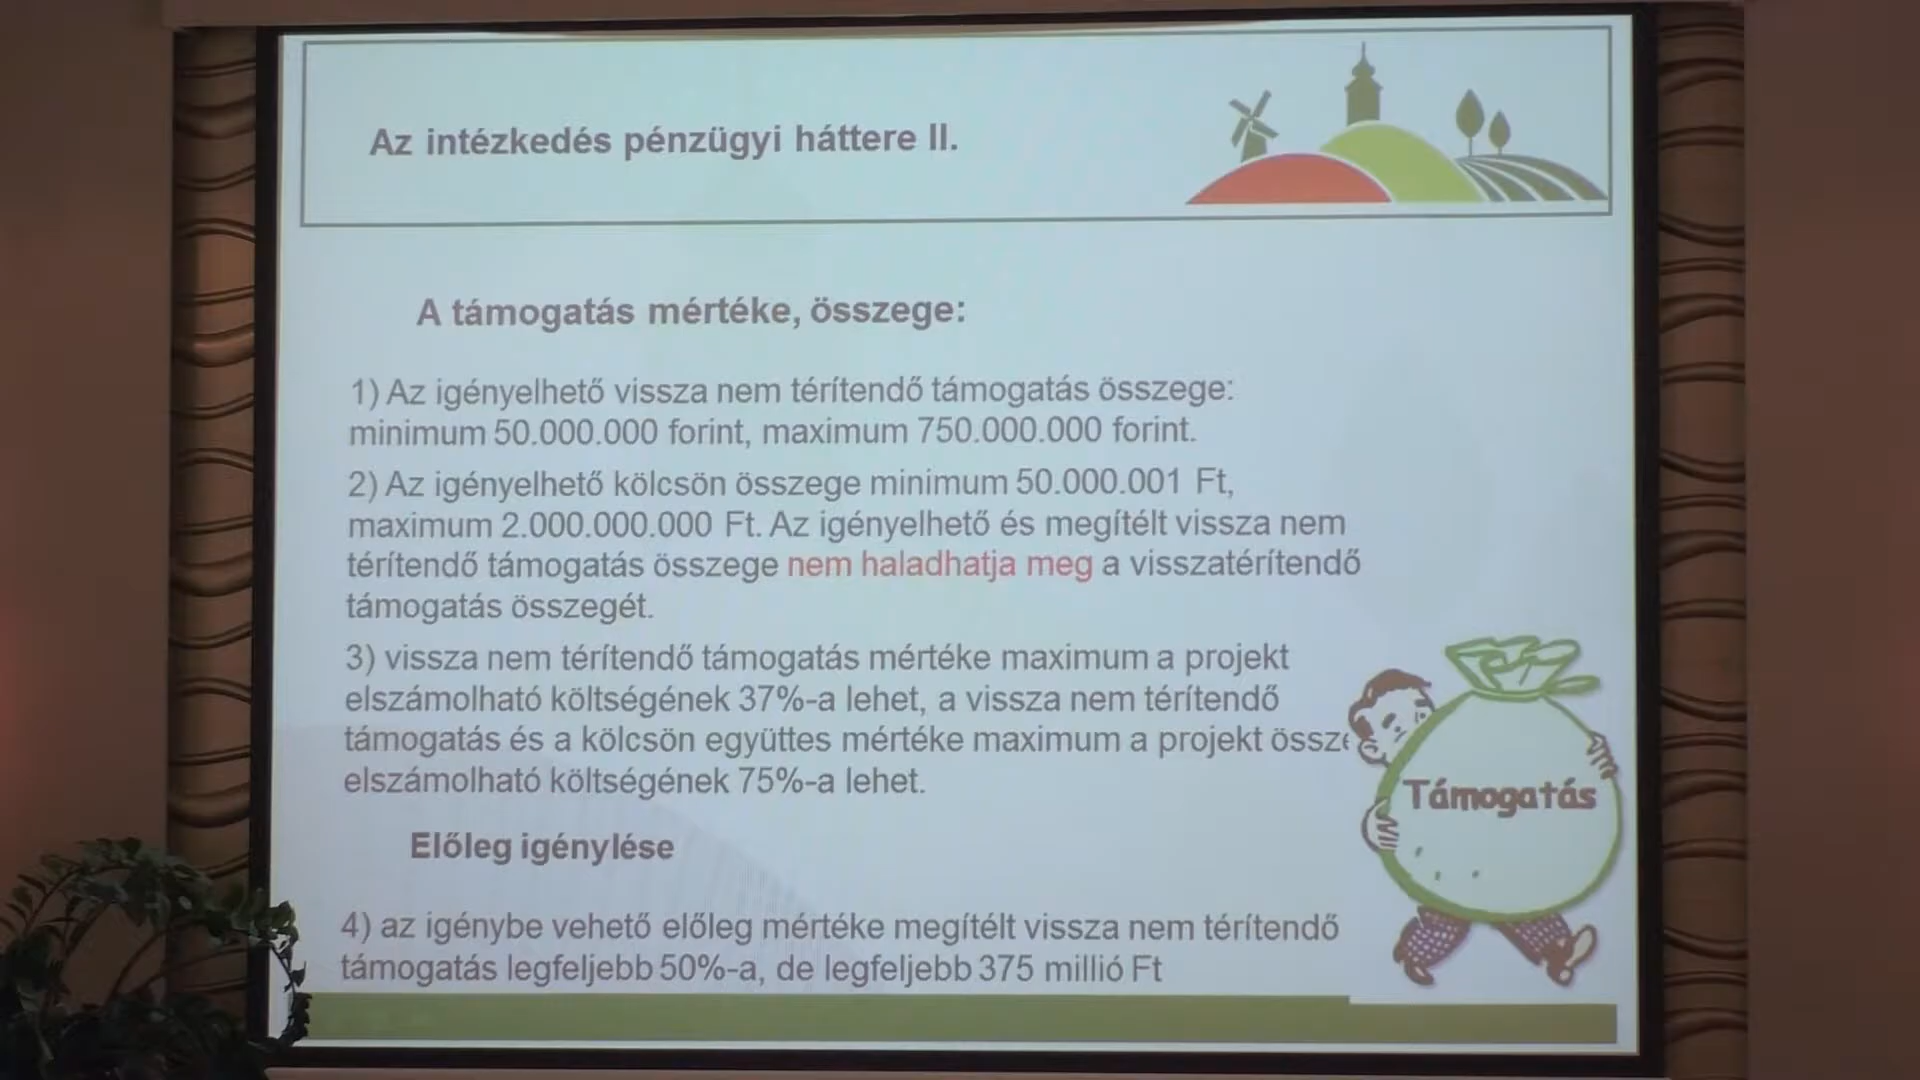 Az intézkedés pénzügyi háttere II.
A támogatás mértéke, összege:
1) Az igényelhető vissza nem térítendő támogatás összege:
minimum 50.000.000 forint, maximum 750.000.000 forint.
2) Az igényelhető kölcsön összege minimum 50.000.001 Ft,
maximum 2.000.000.000 Ft. Az igényelhető és megítélt vissza nem
térítendő támogatás összege nem haladhatja meg a visszatérítendő
támogatás összegét.
3) vissza nem térítendő támogatás mértéke maximum a projekt
elszámolható költségének 37%-a lehet, a vissza nem térítendő
támogatás és a kölcsön együttes mértéke maximum a projekt össze
elszámolható költségének 75%-a lehet.
Támogatás
Előleg igénylése
4) az igénybe vehető előleg mértéke megítélt vissza nem térítendő
támogatás legfeljebb 50%-a, de legfeljebb 375 millió Ft